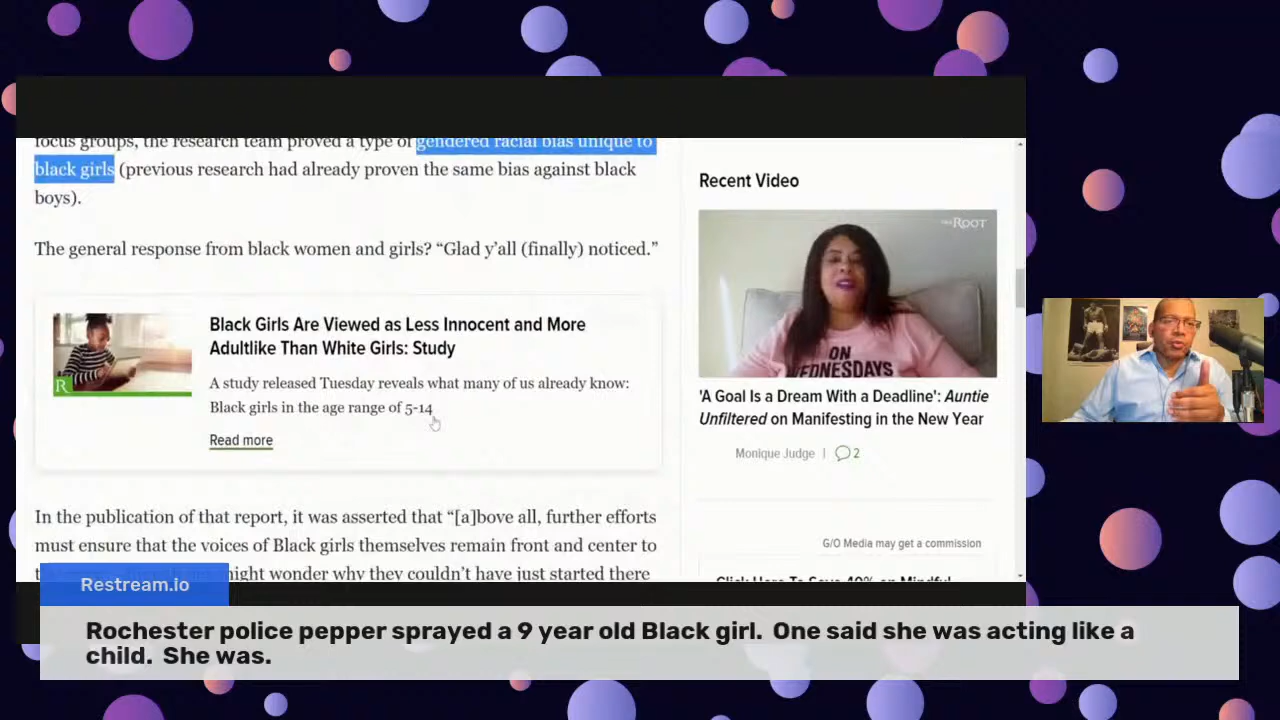 focus groups, the research team proved a type of gendered racial bias unique to
black girls (previous research had already proven the same bias against black
boys).
The general response from black women and girls? “Glad y’all (finally) noticed.”
Black Girls Are Viewed as Less Innocent and More
Adultlike Than White Girls: Study
A study released Tuesday reveals what many of us already know:
Black girls in the age range of 5-14
Read more
R
In the publication of that report, it was asserted that “[a]bove all, further efforts
must ensure that the voices of Black girls themselves remain front and center to
might wonder why they couldn’t have just started there
Recent Video
THE ROOT
ON
WEDNESDAYS
'A Goal Is a Dream With a Deadline': Auntie
Unfiltered on Manifesting in the New Year
Monique Judge | 2
G/O Media may get a commission
Click Here To Save 40% on Mindful
Restream.io
Rochester police pepper sprayed a 9 year old Black girl. One said she was acting like a
child. She was.